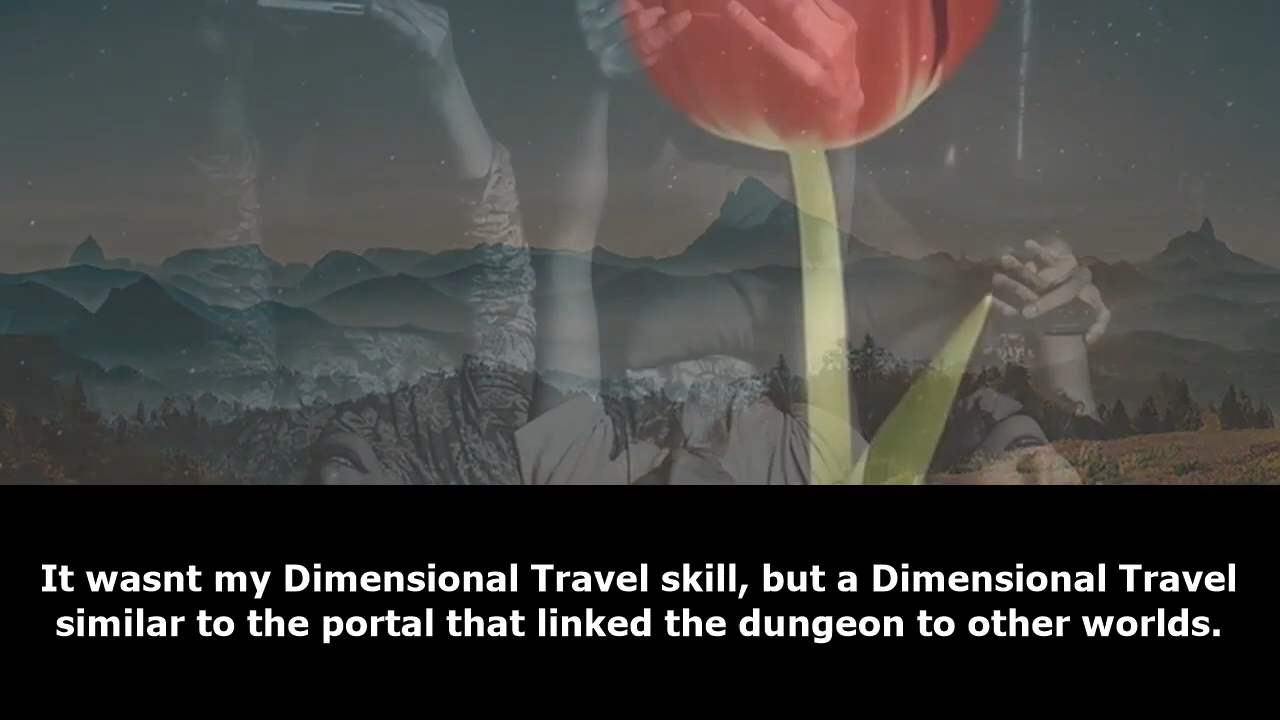 It wasnt my Dimensional Travel skill, but a Dimensional Travel
similar to the portal that linked the dungeon to other worlds.